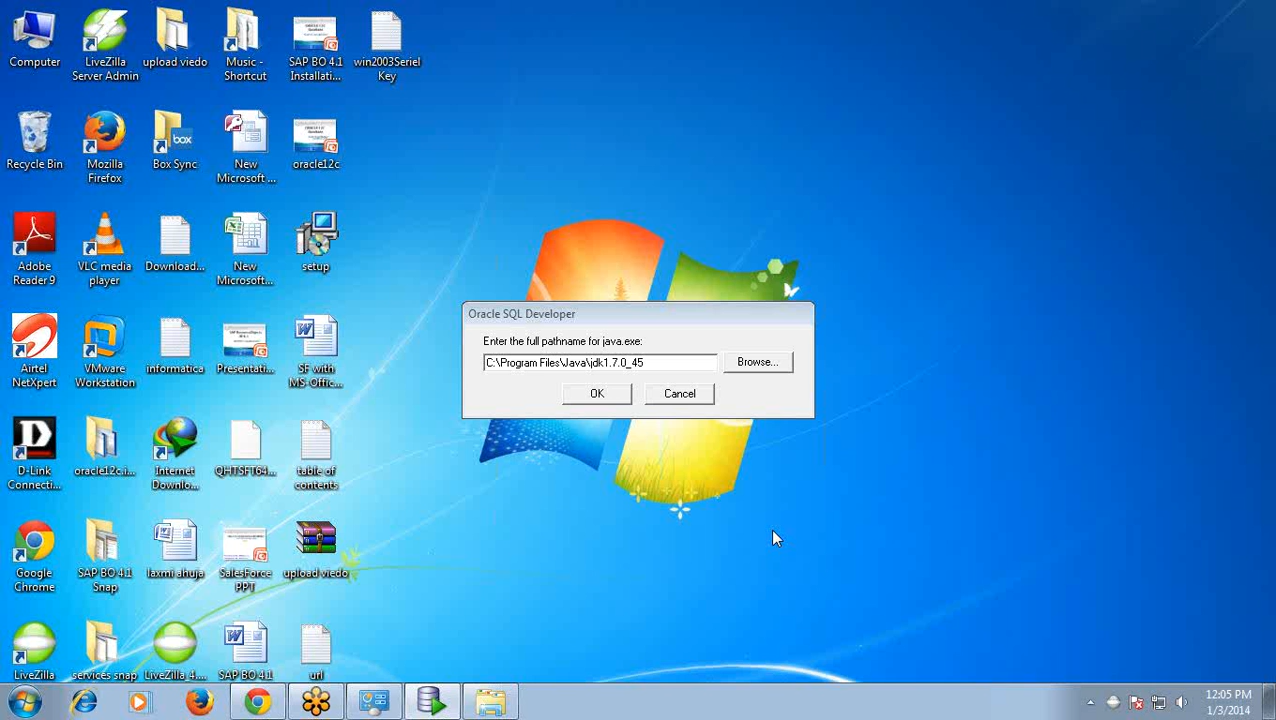 Computer
LiveZilla
Server Admin
upload viedo
Music -
Shortcut
SAP BO 4.1
Installati...
win2003Seriel
Key
Recycle Bin
Mozilla
Firefox
Box Sync
New
Microsoft ...
oracle12c
Adobe
Reader 9
VLC media
player
Download...
New
Microsoft...
setup
Airtel
NetXpert
VMware
Workstation
informatica
Presentati...
SF with
MS-Offic...
D-Link
Connecti...
oracle12c.i...
Internet
Downlo...
QHTSFT64...
table of
contents
Google
Chrome
SAP BO 4.1
Snap
laxmi ahuja
SalesForce
PPT
upload viedo
LiveZilla
services snap
LiveZilla_4....
SAP BO 4.1
url
Oracle SQL Developer
Enter the full pathname for java.exe:
C:\Program Files\Java\jdk1.7.0_45
Browse...
OK
Cancel
box
12:05 PM
1/3/2014